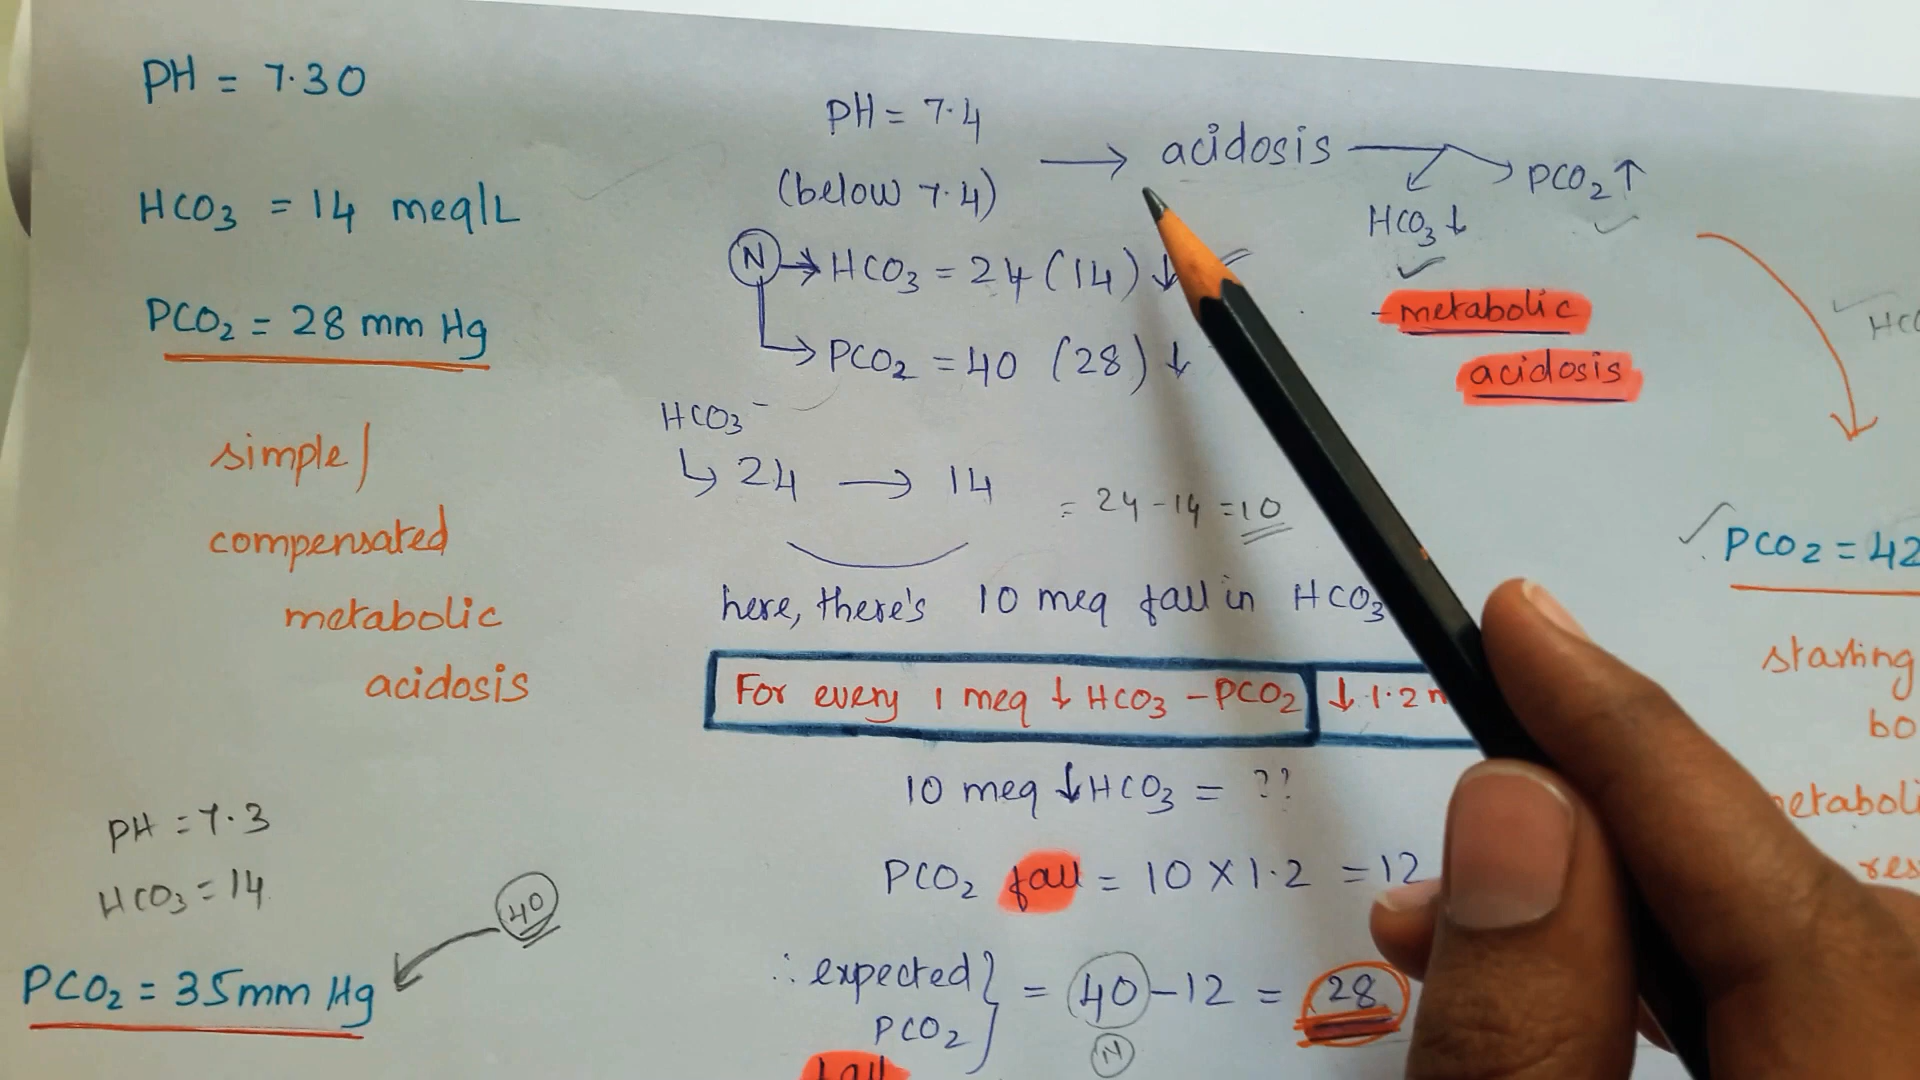 PH = 7.30
HCO3 = 14 meq/L
PCO2 = 28 mm Hg
simple/
compensated
metabolic
acidosis
PH = 7.3
HCO3 = 14
40
PCO2 = 35 mm Hg
PH = 7.4
(below 7.4)
→ acidosis
HCO3 ↓
PCO2 ↑
- metabolic
acidosis
N → HCO3 = 24 (14) ↓
→ PCO2 = 40 (28) ↓
HCO3⁻
↳ 24 → 14
= 24 - 14 = 10
here, there's 10 meq fall in HCO3
For every 1 meq ↓ HCO3 - PCO2 ↓ 1.2
10 meq ↓ HCO3 = ??
PCO2 fall = 10 X 1.2 = 12
∴ expected PCO2 } = 40 - 12 = 28
N
fall
PCO2 = 42
starting